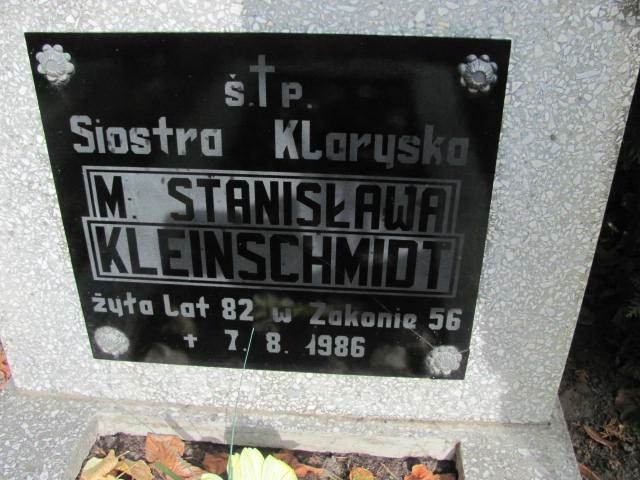 Ś. † P.
Siostra Klaryska
M. STANISŁAWA
KLEINSCHMIDT
żyła Lat 82 w Zakonie 56
+ 7. 8. 1986